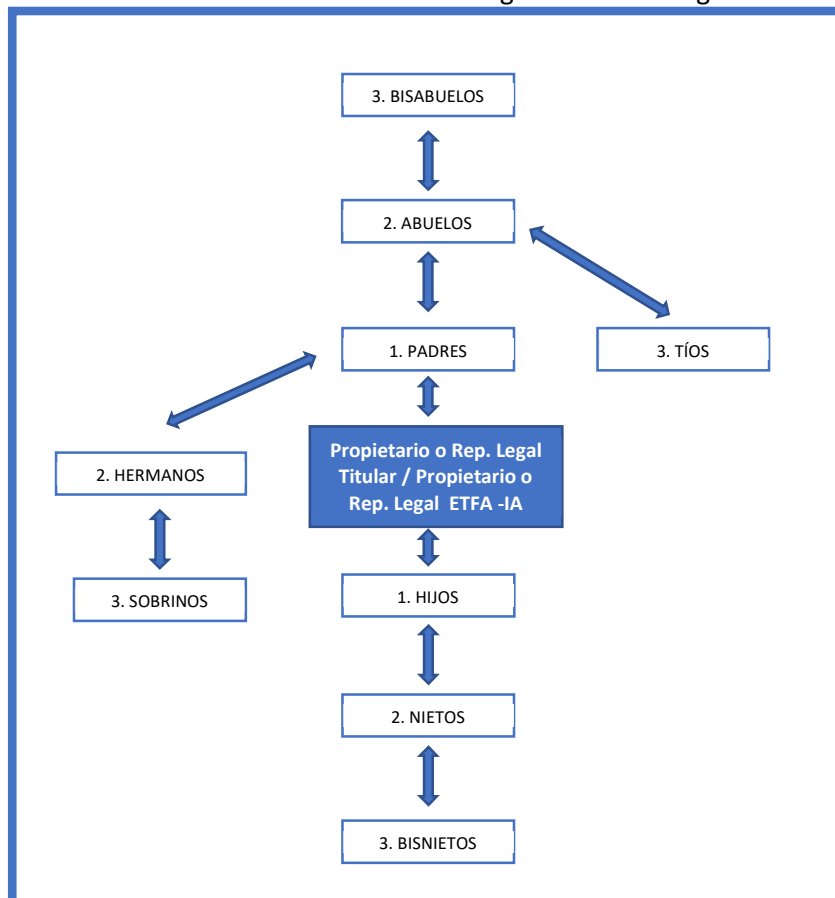 3. BISABUELOS
2. ABUELOS
1. PADRES
3. TÍOS
Propietario o Rep. Legal
Titular / Propietario o
Rep. Legal ETFA -IA
2. HERMANOS
3. SOBRINOS
1. HIJOS
2. NIETOS
3. BISNIETOS